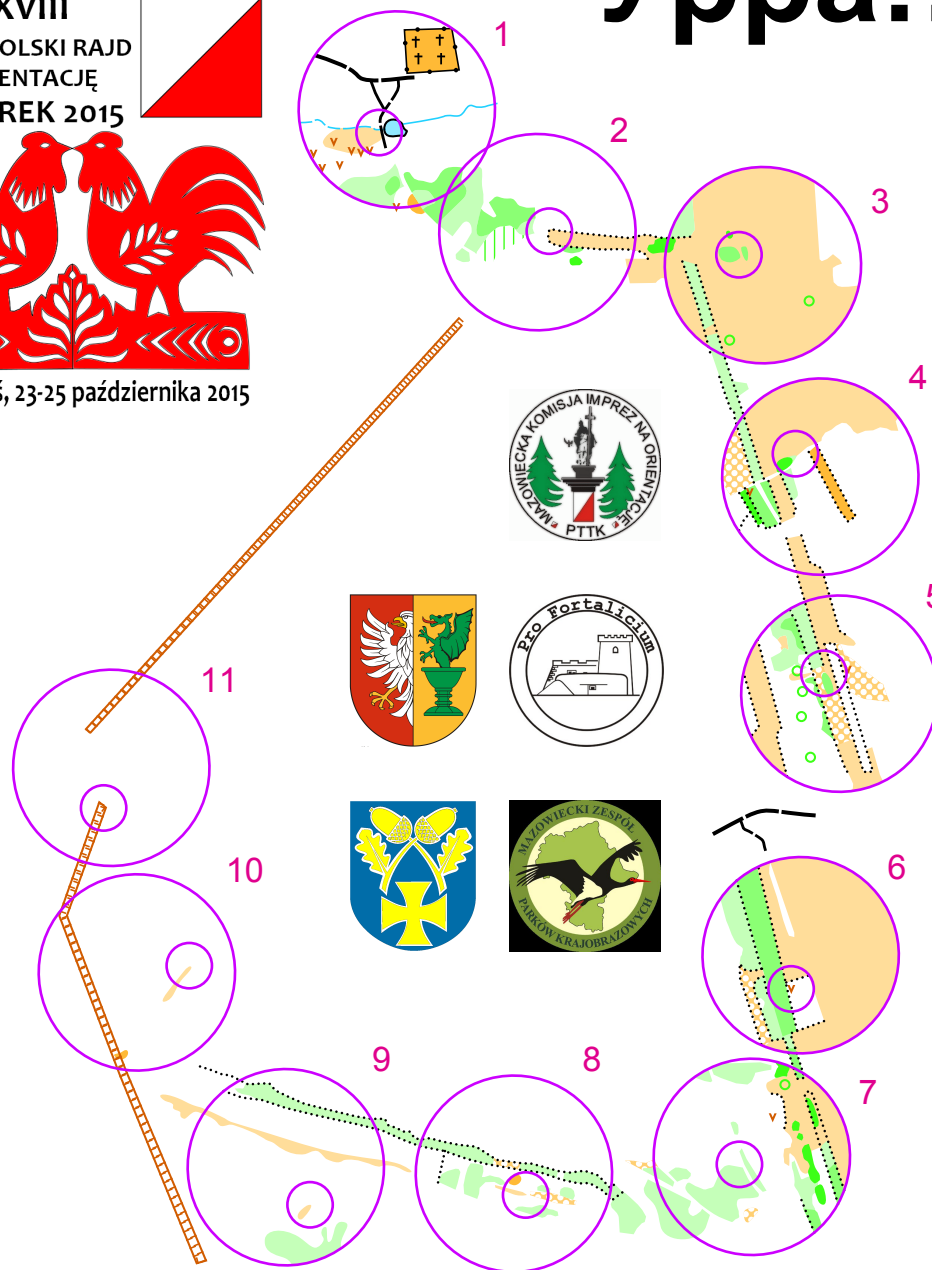 XVIII
OLSKI RAJD
ENTACJĘ
REK 2015
, 23-25 października 2015
Уррa
1
2
3
4
5
6
7
8
9
10
11
MAZOWIECKA KOMISJA IMPREZ NA ORIENTACJĘ
PTTK
Pro Fortalicium
MAZOWIECKI ZESPÓŁ
PARKÓW KRAJOBRAZOWYCH